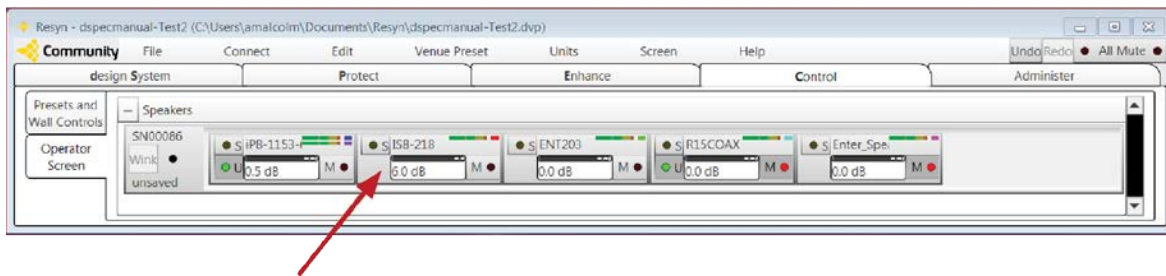 Resyn - dspecmanual-Test2 (C:\Users\amalcolm\Documents\Resyn\dspecmanual-Test2.dvp)
Community File Connect Edit Venue Preset Units Screen Help Undo Redo All Mute
design System Protect Enhance Control Administer
Presets and
Wall Controls
Operator
Screen
− Speakers
SN00086
Wink
unsaved
S iP8-1153- S IS8-218 S ENT203 S R15COAX S Enter_Spe
U 0.5 dB M 6.0 dB M 0.0 dB M U 0.0 dB M 0.0 dB M